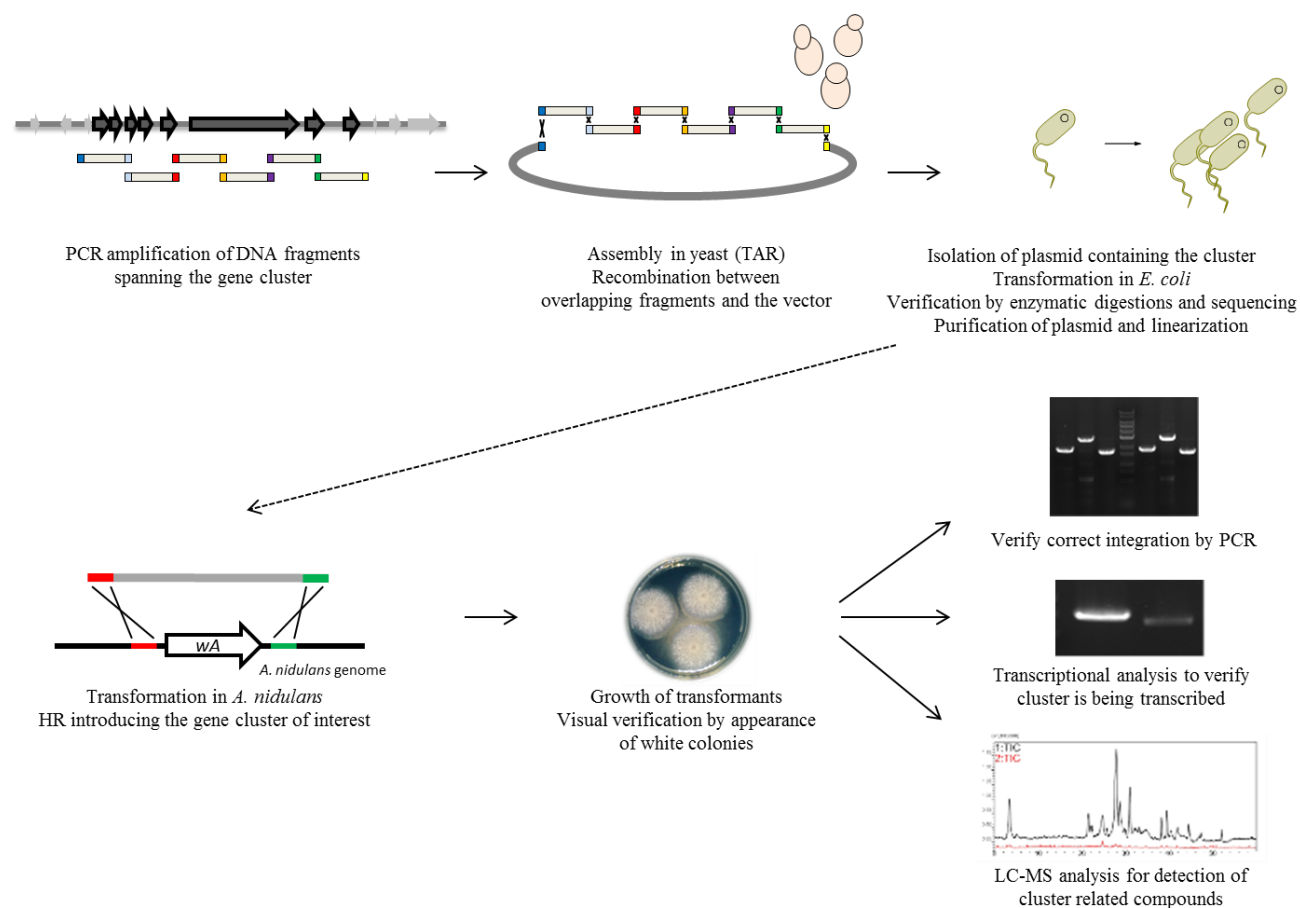 PCR amplification of DNA fragments
spanning the gene cluster
Assembly in yeast (TAR)
Recombination between
overlapping fragments and the vector
Isolation of plasmid containing the cluster
Transformation in E. coli
Verification by enzymatic digestions and sequencing
Purification of plasmid and linearization
wA
A. nidulans genome
Transformation in A. nidulans
HR introducing the gene cluster of interest
Growth of transformants
Visual verification by appearance
of white colonies
Verify correct integration by PCR
Transcriptional analysis to verify
cluster is being transcribed
1:TIC
2:TIC
LC-MS analysis for detection of
cluster related compounds